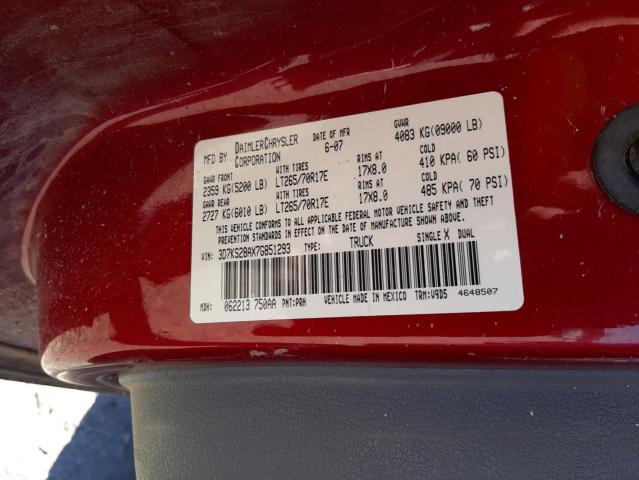 MFD BY DAIMLERCHRYSLER CORPORATION DATE OF MFR 6-07 GVWR 4083 KG(09000 LB)
GAWR FRONT WITH TIRES RIMS AT COLD
2359 KG(5200 LB) LT265/70R17E 17X8.0 410 KPA( 60 PSI)
GAWR REAR WITH TIRES RIMS AT COLD
2727 KG(6010 LB) LT265/70R17E 17X8.0 485 KPA( 70 PSI)
THIS VEHICLE CONFORMS TO ALL APPLICABLE FEDERAL MOTOR VEHICLE SAFETY AND THEFT
PREVENTION STANDARDS IN EFFECT ON THE DATE OF MANUFACTURE SHOWN ABOVE.
VIN: 3D7KS28AX7G851293 TYPE: TRUCK SINGLE X DUAL
MDH: 062213 750AA PNT:PRH VEHICLE MADE IN MEXICO TRM:V9D5 4648507